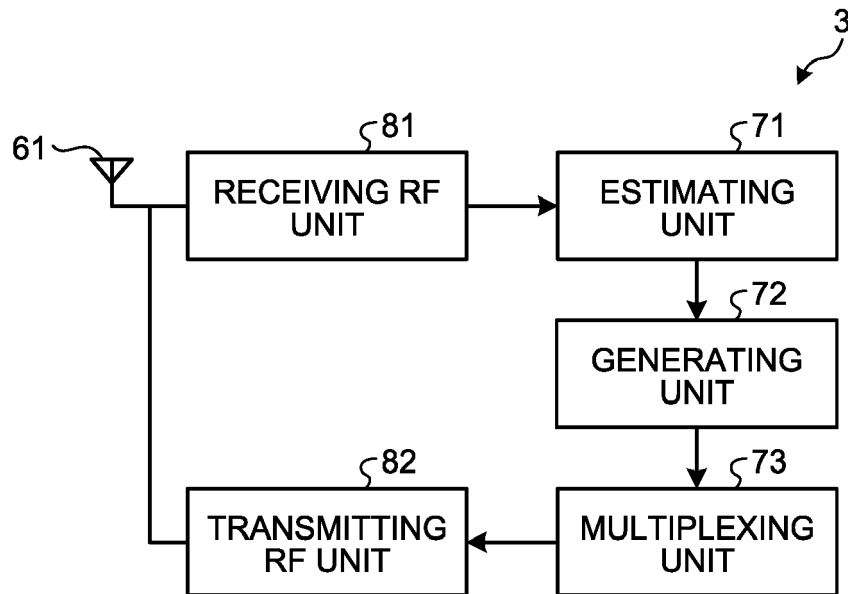 3
61
81
RECEIVING RF
UNIT
71
ESTIMATING
UNIT
72
GENERATING
UNIT
82
TRANSMITTING
RF UNIT
73
MULTIPLEXING
UNIT